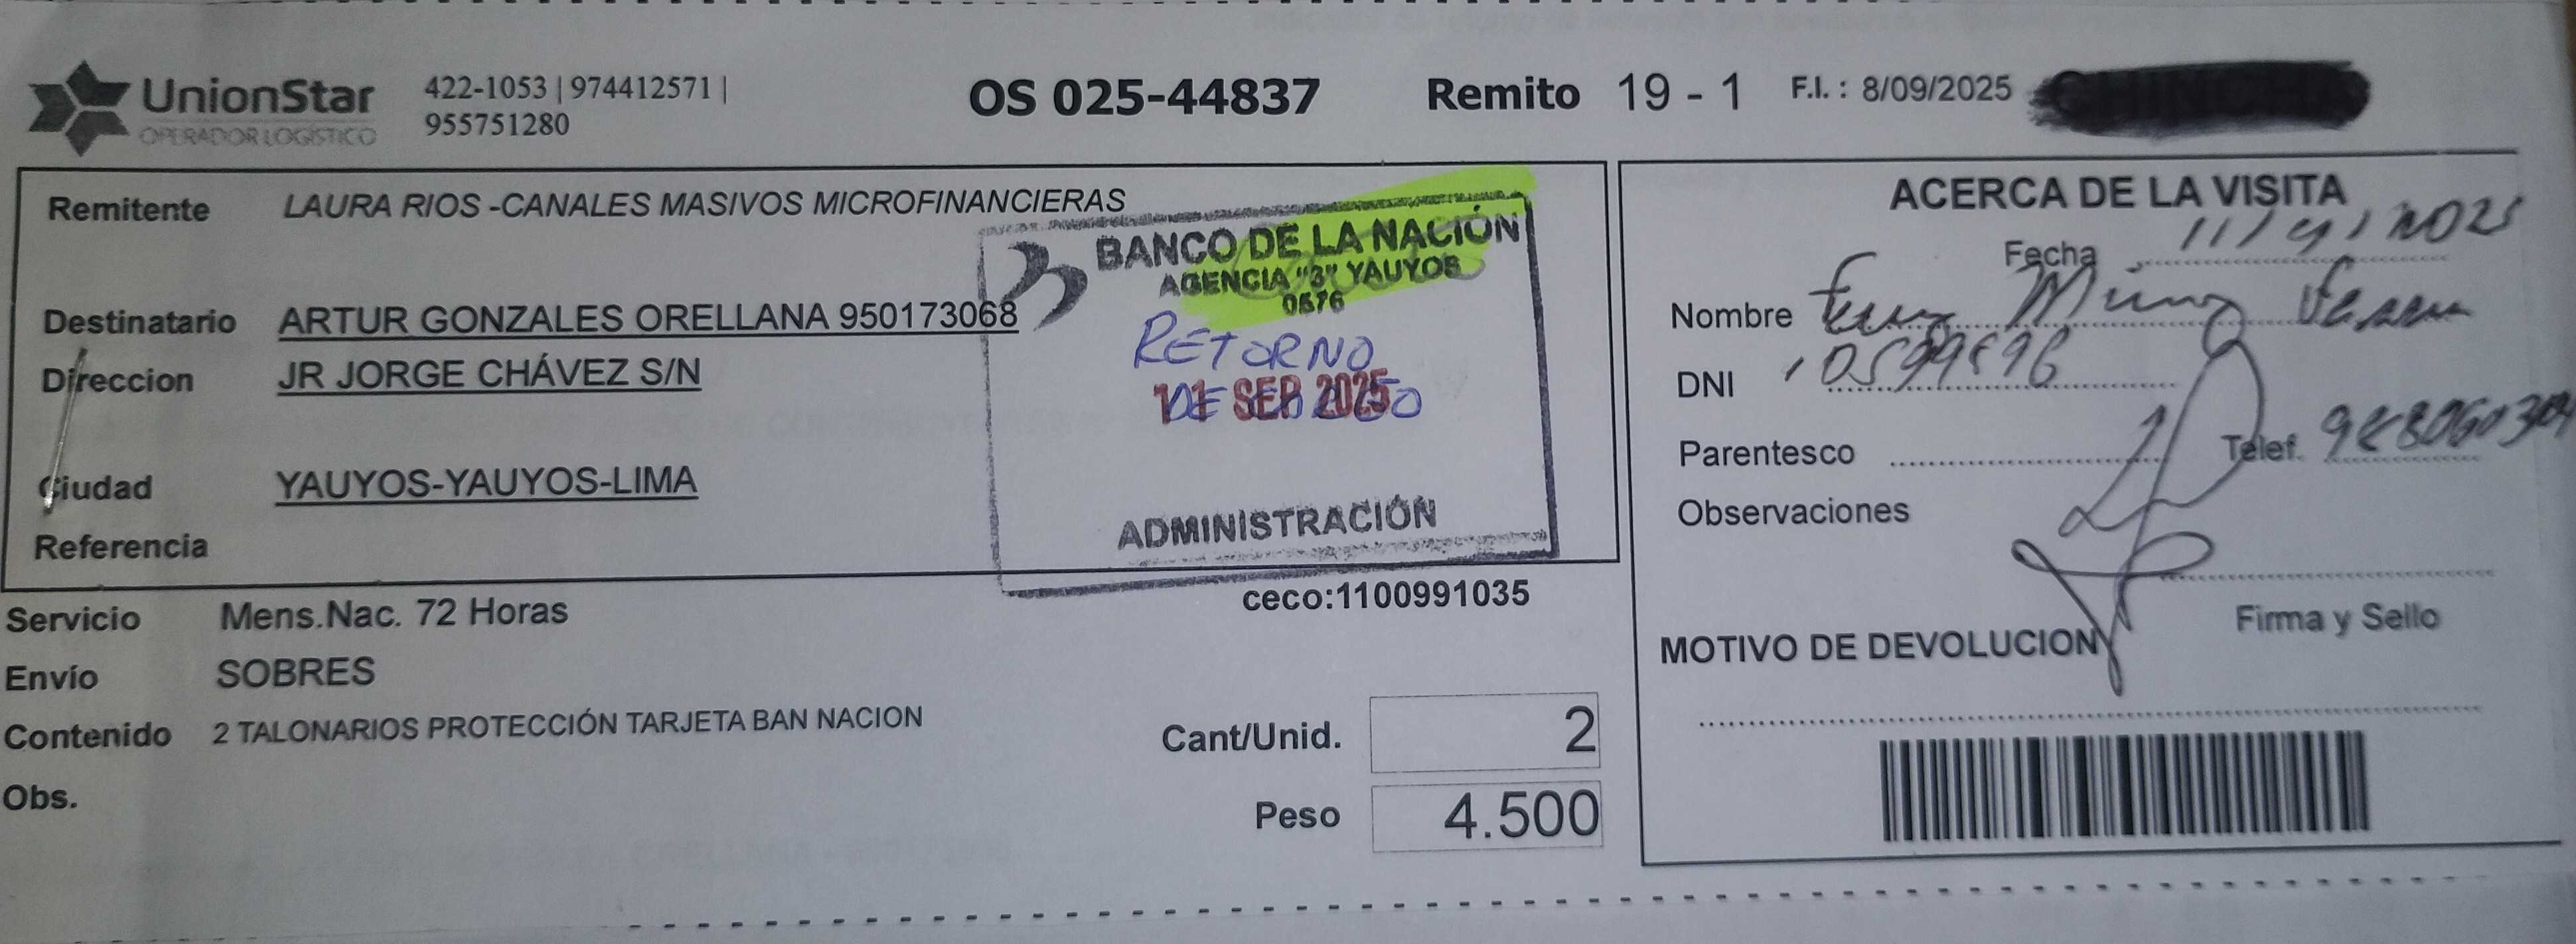 UnionStar
OPERADOR LOGÍSTICO
422-1053 | 974412571 |
955751280
OS 025-44837
Remito 19 - 1
F.I. : 8/09/2025
Remitente LAURA RIOS -CANALES MASIVOS MICROFINANCIERAS
Destinatario ARTUR GONZALES ORELLANA 950173068
Direccion JR JORGE CHÁVEZ S/N
Ciudad YAUYOS-YAUYOS-LIMA
Referencia
BANCO DE LA NACIÓN
AGENCIA "3" YAUYOS
0576
RETORNO
11 SEP 2025
DE
ADMINISTRACIÓN
ceco:1100991035
Servicio Mens.Nac. 72 Horas
Envío SOBRES
Contenido 2 TALONARIOS PROTECCIÓN TARJETA BAN NACION
Obs.
Cant/Unid. 2
Peso 4.500
ACERCA DE LA VISITA
Fecha 11/9/2025
Nombre
DNI
Parentesco
Telef.
Observaciones
Firma y Sello
MOTIVO DE DEVOLUCION